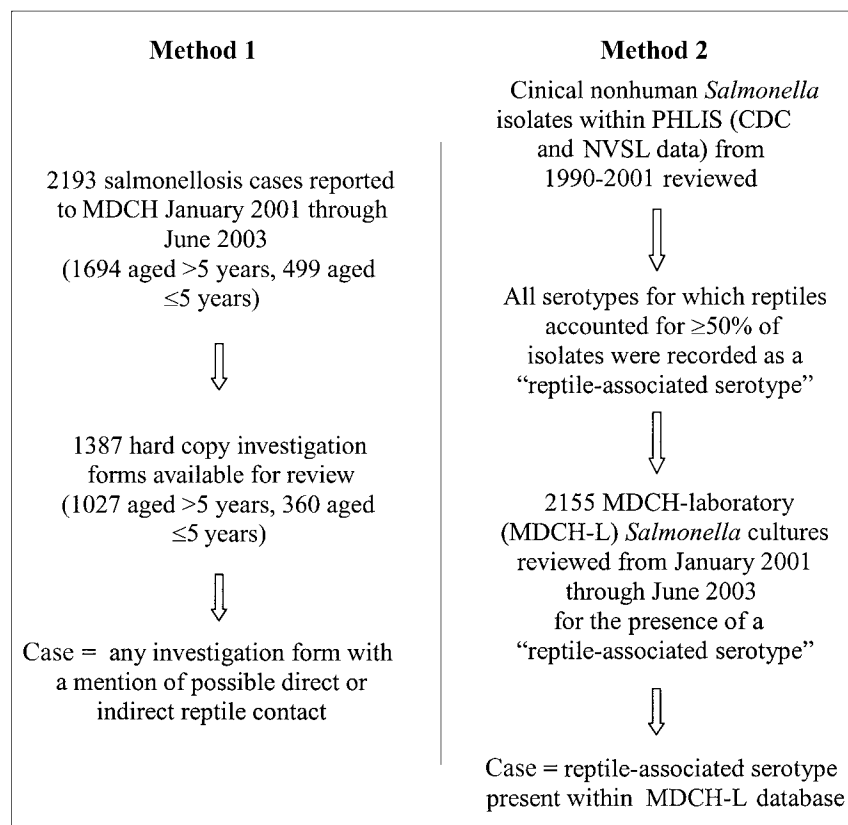 Method 1
2193 salmonellosis cases reported
to MDCH January 2001 through
June 2003
(1694 aged >5 years, 499 aged
≤5 years)
1387 hard copy investigation
forms available for review
(1027 aged >5 years, 360 aged
≤5 years)
Case = any investigation form with
a mention of possible direct or
indirect reptile contact
Method 2
Cinical nonhuman Salmonella
isolates within PHLIS (CDC
and NVSL data) from
1990-2001 reviewed
All serotypes for which reptiles
accounted for ≥50% of
isolates were recorded as a
“reptile-associated serotype”
2155 MDCH-laboratory
(MDCH-L) Salmonella cultures
reviewed from January 2001
through June 2003
for the presence of a
“reptile-associated serotype”
Case = reptile-associated serotype
present within MDCH-L database